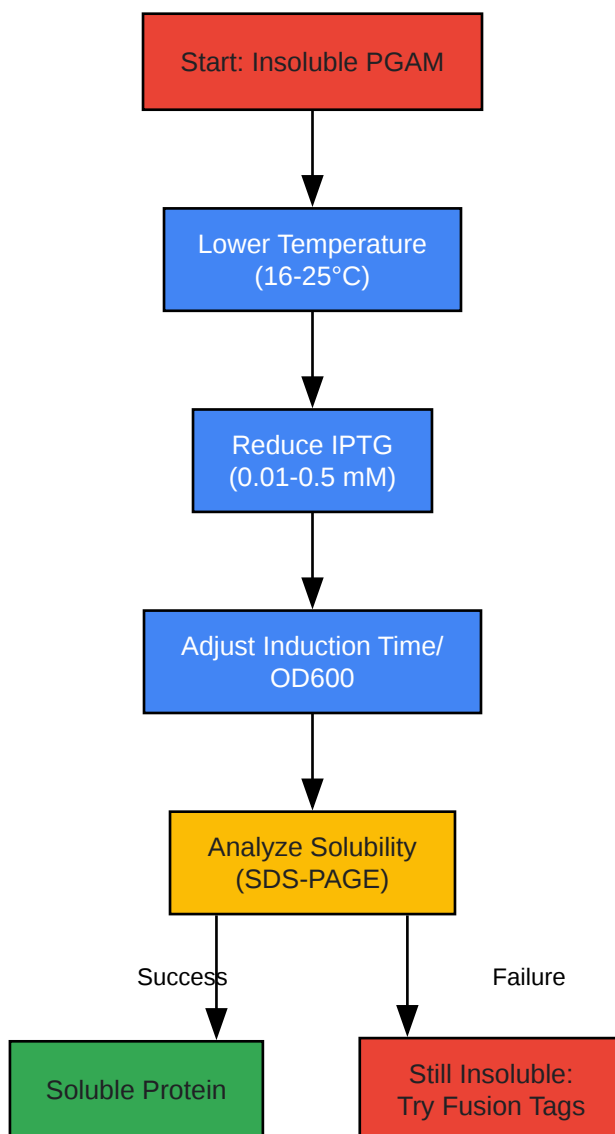 Start: Insoluble PGAM
Lower Temperature
(16-25°C)
Reduce IPTG
(0.01-0.5 mM)
Adjust Induction Time/
OD600
Analyze Solubility
(SDS-PAGE)
Success
Failure
Soluble Protein
Still Insoluble:
Try Fusion Tags